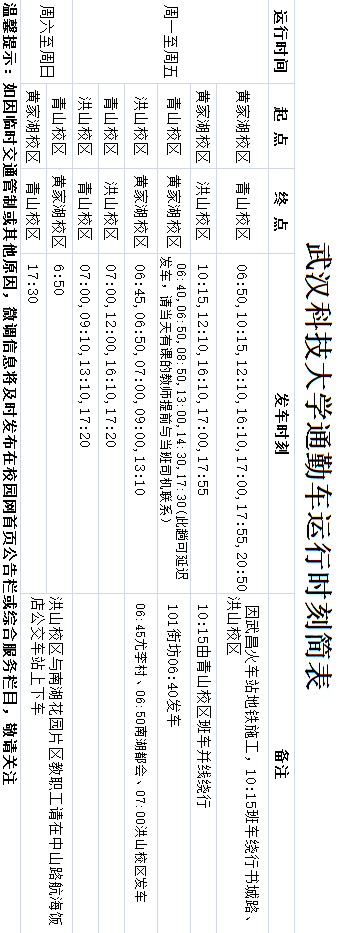 武汉科技大学通勤车运行时刻简表
运行时间 起 点 终 点 发车时刻 备注
周一至周五
黄家湖校区 青山校区 06:50,10:15,12:10,16:10,17:00,17:55,20:50
因武昌火车站地铁施工，10:15班车绕行书城路、
洪山校区
黄家湖校区 洪山校区 10:15,12:10,16:10,17:00,17:55 10:15由青山校区班车并线绕行
青山校区 黄家湖校区
06:40,06:50,08:50,13:00,14:30,17:30(此趟可延迟
发车，请当天有课的教师提前与当班司机联系)
101街坊06:40发车
洪山校区 黄家湖校区 06:45,06:50,07:00,09:00,13:10 06:45尤李村、06:50南湖都会、07:00洪山校区发车
青山校区 洪山校区 07:00,12:00,16:10,17:20
洪山校区 青山校区 07:00,09:10,13:10,17:20
周六至周日
青山校区 黄家湖校区 6:50
黄家湖校区 青山校区 17:30
洪山校区与南湖花园片区教职工请在中山路航海饭
店公交车站上下车
温馨提示：如因临时交通管制或其他原因，微调信息将及时发布在校园网首页公告栏或综合服务栏目，敬请关注